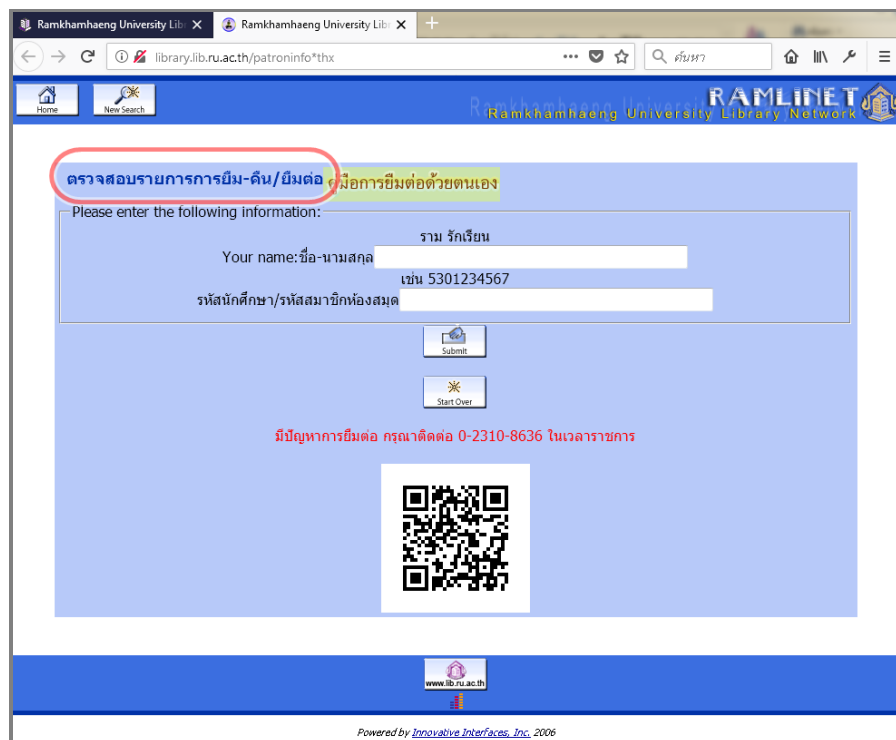 Ramkhamhaeng University Lib
Ramkhamhaeng University Libr
library.lib.ru.ac.th/patroninfo*thx
ค้นหา
Home
New Search
RAMLINET
Ramkhamhaeng University Library Network
ตรวจสอบรายการการยืม-คืน/ยืมต่อ
คู่มือการยืมต่อด้วยตนเอง
Please enter the following information:
ราม รักเรียน
Your name:ชื่อ-นามสกุล
เช่น 5301234567
รหัสนักศึกษา/รหัสสมาชิกห้องสมุด
Submit
Start Over
มีปัญหาการยืมต่อ กรุณาติดต่อ 0-2310-8636 ในเวลาราชการ
www.lib.ru.ac.th
Powered by Innovative Interfaces, Inc. 2006